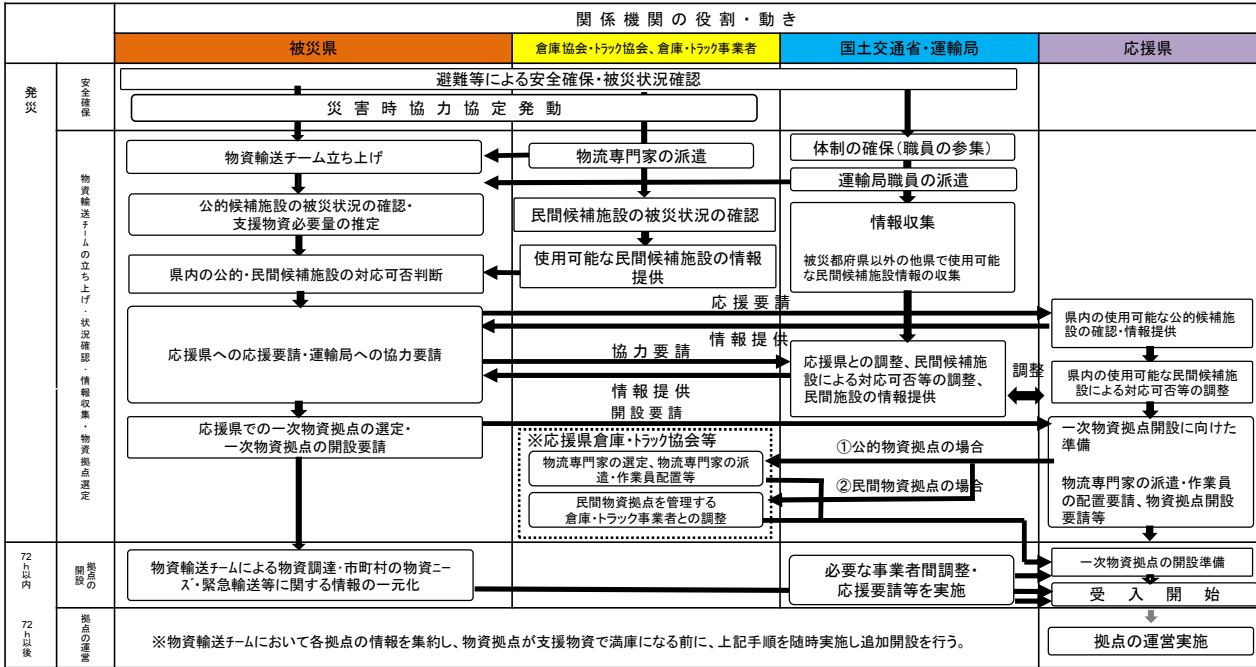 関係機関の役割・動き
被災県
倉庫協会・トラック協会、倉庫・トラック事業者
国土交通省・運輸局
応援県
発災
安全確保
避難等による安全確保・被災状況確認
災害時協力協定発動
物資輸送チームの立ち上げ・状況確認・情報収集・物資拠点選定
物資輸送チーム立ち上げ
物流専門家の派遣
体制の確保(職員の参集)
運輸局職員の派遣
公的候補施設の被災状況の確認・
支援物資必要量の推定
民間候補施設の被災状況の確認
情報収集
被災都府県以外の他県で使用可能
な民間候補施設情報の収集
県内の公的・民間候補施設の対応可否判断
使用可能な民間候補施設の情報
提供
応援要請
県内の使用可能な公的候補施
設の確認・情報提供
情報提供
応援県への応援要請・運輸局への協力要請
協力要請
応援県との調整、民間候補施
設による対応可否等の調整、
民間施設の情報提供
調整
県内の使用可能な民間候補施
設による対応可否等の調整
情報提供
開設要請
応援県での一次物資拠点の選定・
一次物資拠点の開設要請
※応援県倉庫・トラック協会等
物流専門家の選定、物流専門家の派
遣・作業員配置等
民間物資拠点を管理する
倉庫・トラック事業者との調整
①公的物資拠点の場合
②民間物資拠点の場合
一次物資拠点開設に向けた
準備
物流専門家の派遣・作業員
の配置要請、物資拠点開設
要請等
72h以内
拠点の開設
物資輸送チームによる物資調達・市町村の物資ニー
ズ・緊急輸送等に関する情報の一元化
必要な事業者間調整・
応援要請等を実施
一次物資拠点の開設準備
受入開始
72h以後
拠点の運営
※物資輸送チームにおいて各拠点の情報を集約し、物資拠点が支援物資で満庫になる前に、上記手順を随時実施し追加開設を行う。
拠点の運営実施